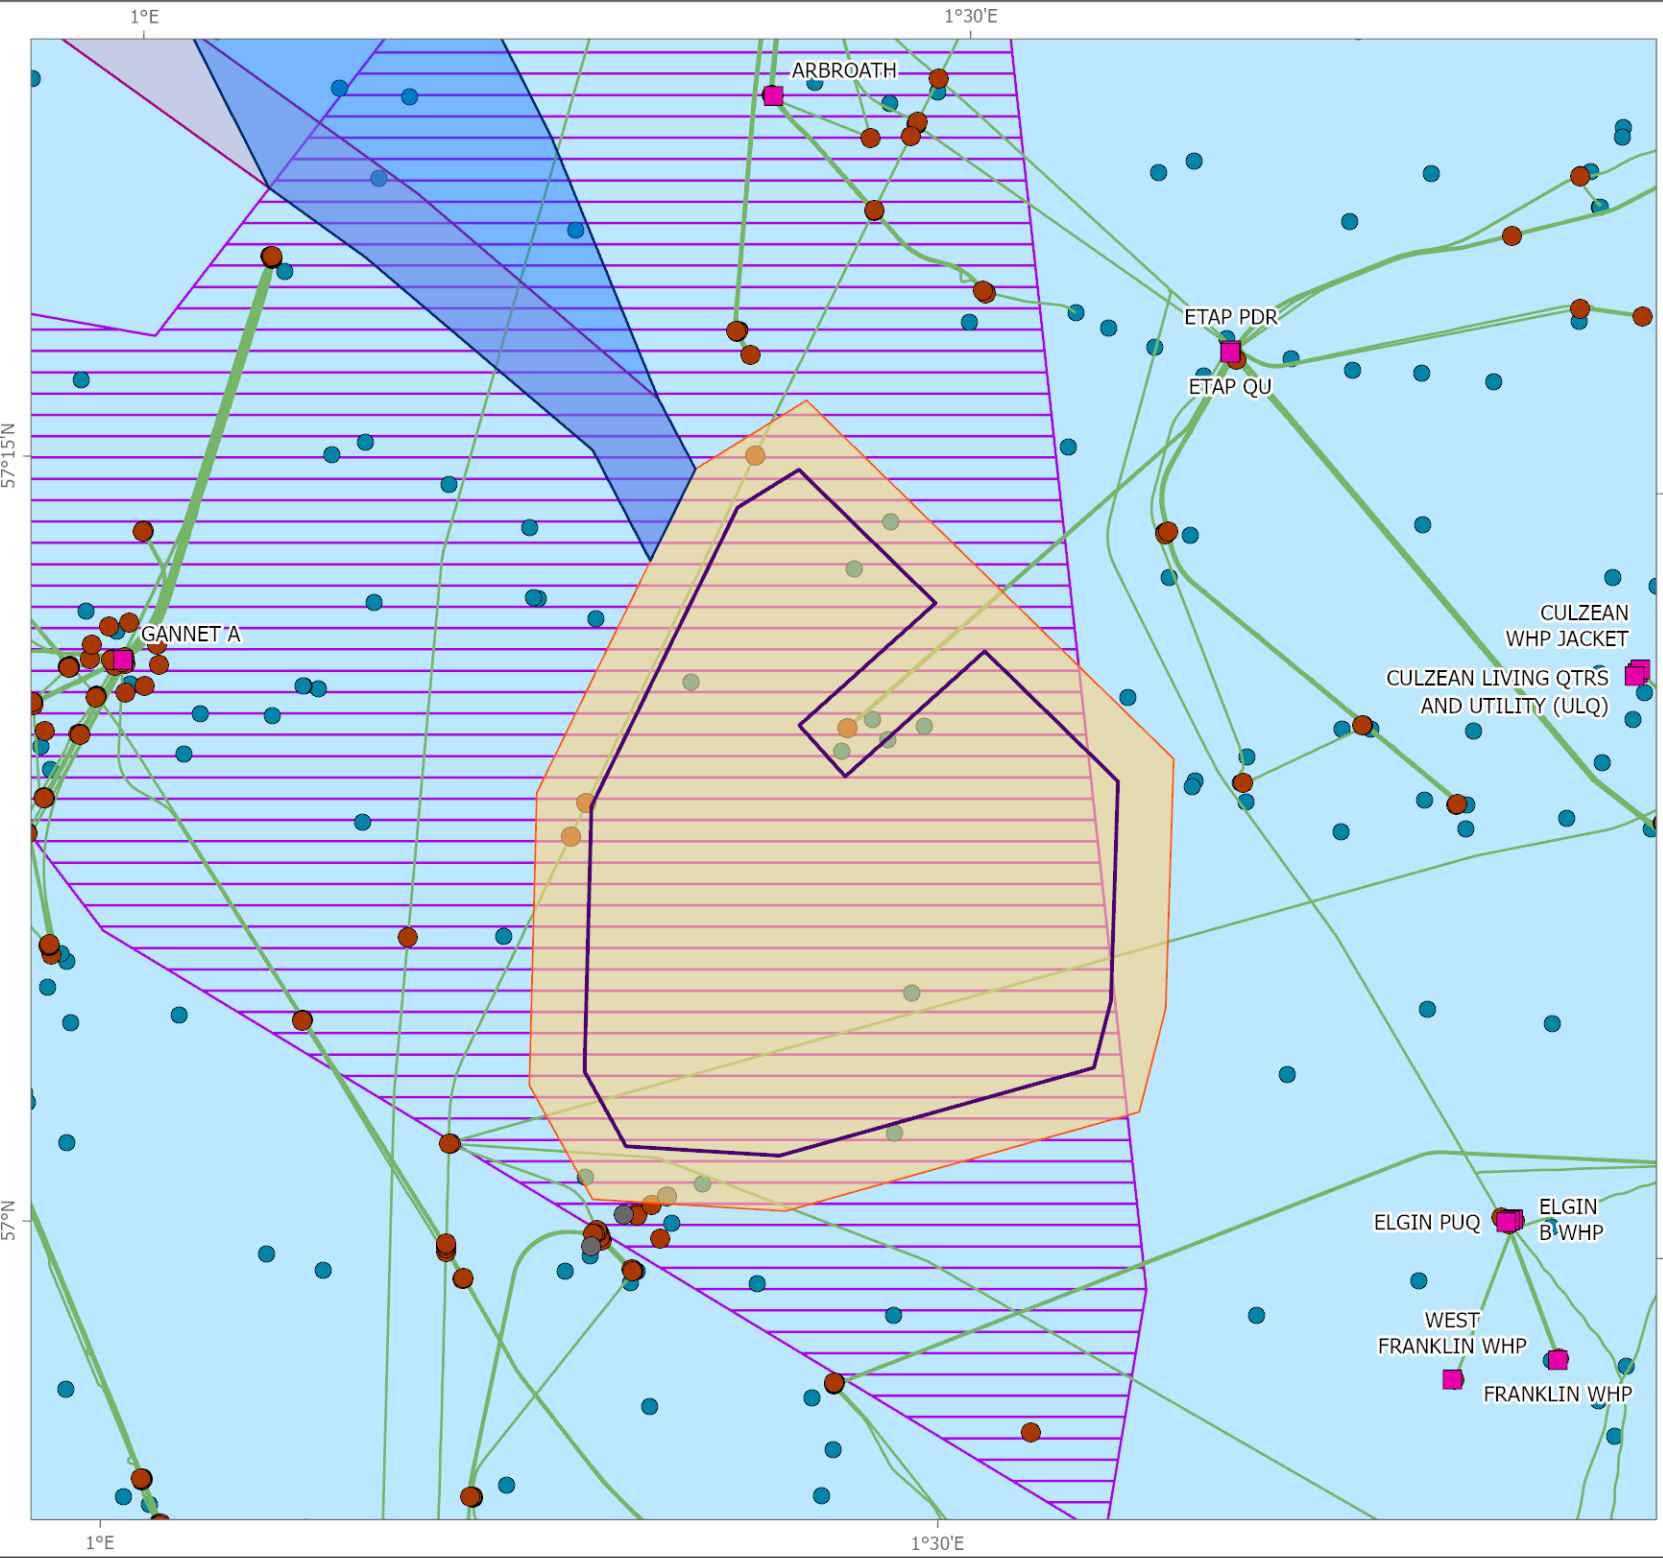 1°E
1°30'E
ARBROATH
ETAP PDR
ETAP QU
57°15'N
CULZEAN
WHP JACKET
GANNET A
CULZEAN LIVING QTRS
AND UTILITY (ULQ)
57°N
ELGIN PUQ
ELGIN
B WHP
WEST
FRANKLIN WHP
FRANKLIN WHP
1°E
1°30'E